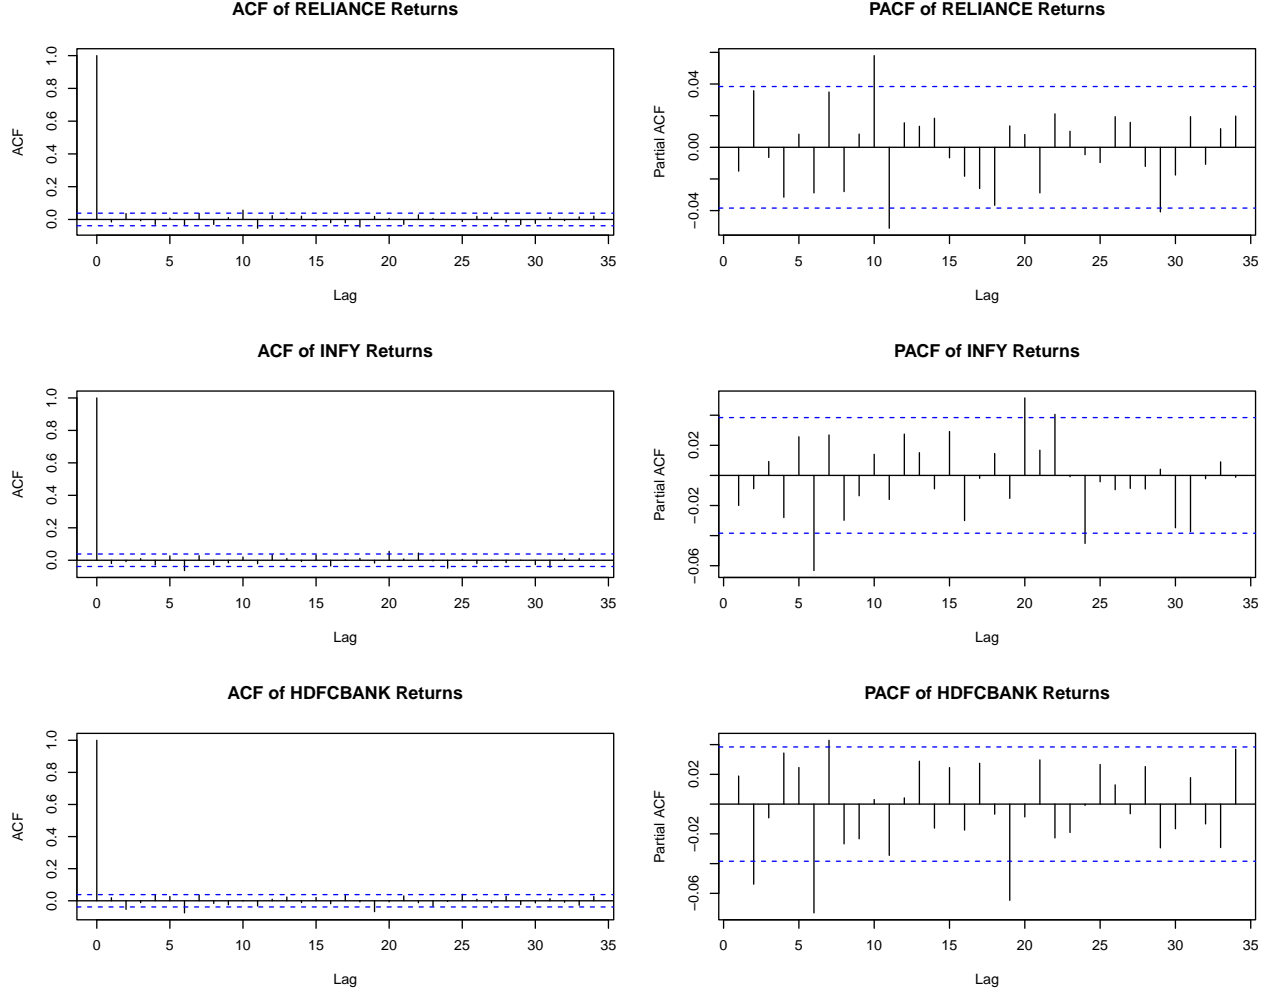 ACF of RELIANCE Returns
ACF
0.0 0.2 0.4 0.6 0.8 1.0
0 5 10 15 20 25 30 35
Lag
PACF of RELIANCE Returns
Partial ACF
−0.04 0.00 0.04
0 5 10 15 20 25 30 35
Lag
ACF of INFY Returns
ACF
0.0 0.2 0.4 0.6 0.8 1.0
0 5 10 15 20 25 30 35
Lag
PACF of INFY Returns
Partial ACF
−0.06 −0.02 0.02
0 5 10 15 20 25 30 35
Lag
ACF of HDFCBANK Returns
ACF
0.0 0.2 0.4 0.6 0.8 1.0
0 5 10 15 20 25 30 35
Lag
PACF of HDFCBANK Returns
Partial ACF
−0.06 −0.02 0.02
0 5 10 15 20 25 30 35
Lag